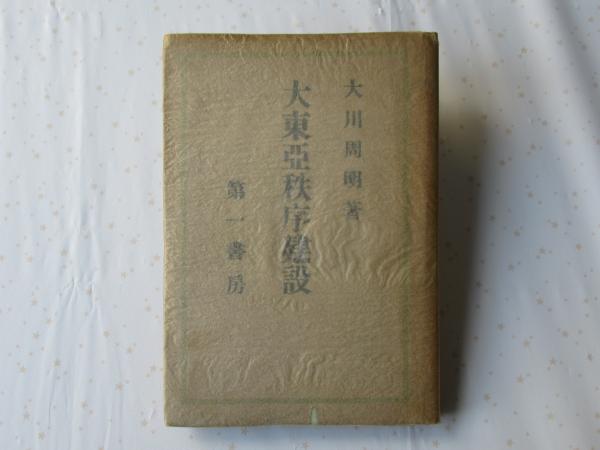 大川周明著
大東亞秩序建設
第一書房